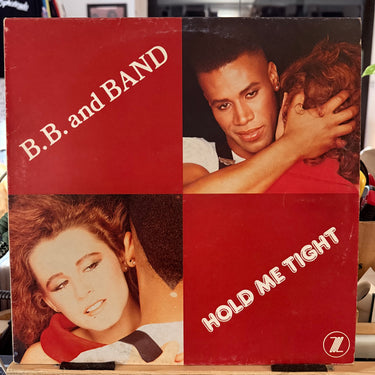 B.B. and BAND
HOLD ME TIGHT